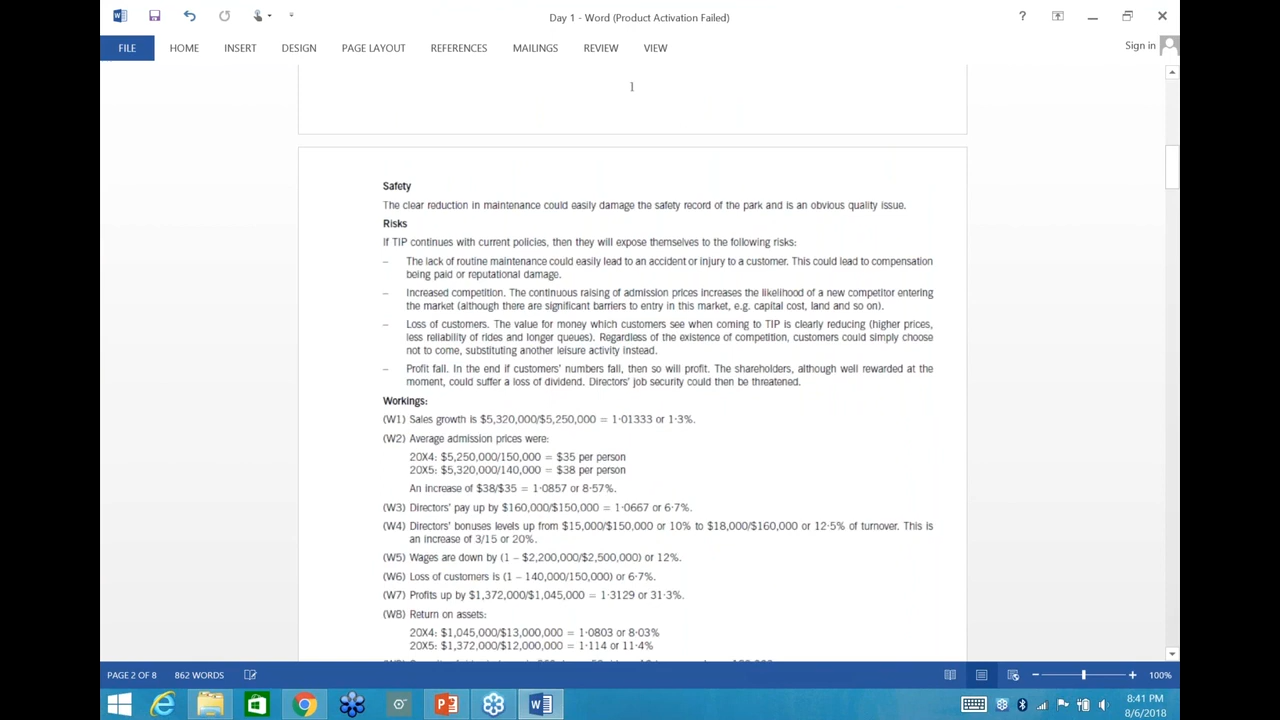 Day 1 - Word (Product Activation Failed)
?
FILE HOME INSERT DESIGN PAGE LAYOUT REFERENCES MAILINGS REVIEW VIEW
Sign in
1
Safety
The clear reduction in maintenance could easily damage the safety record of the park and is an obvious quality issue.
Risks
If TIP continues with current policies, then they will expose themselves to the following risks:
– The lack of routine maintenance could easily lead to an accident or injury to a customer. This could lead to compensation
being paid or reputational damage.
– Increased competition. The continuous raising of admission prices increases the likelihood of a new competitor entering
the market (although there are significant barriers to entry in this market, e.g. capital cost, land and so on).
– Loss of customers. The value for money which customers see when coming to TIP is clearly reducing (higher prices,
less reliability of rides and longer queues). Regardless of the existence of competition, customers could simply choose
not to come, substituting another leisure activity instead.
– Profit fall. In the end if customers' numbers fall, then so will profit. The shareholders, although well rewarded at the
moment, could suffer a loss of dividend. Directors' job security could then be threatened.
Workings:
(W1) Sales growth is $5,320,000/$5,250,000 = 1·01333 or 1·3%.
(W2) Average admission prices were:
20X4: $5,250,000/150,000 = $35 per person
20X5: $5,320,000/140,000 = $38 per person
An increase of $38/$35 = 1·0857 or 8·57%.
(W3) Directors' pay up by $160,000/$150,000 = 1·0667 or 6·7%.
(W4) Directors' bonuses levels up from $15,000/$150,000 or 10% to $18,000/$160,000 or 12·5% of turnover. This is
an increase of 3/15 or 20%.
(W5) Wages are down by (1 – $2,200,000/$2,500,000) or 12%.
(W6) Loss of customers is (1 – 140,000/150,000) or 6·7%.
(W7) Profits up by $1,372,000/$1,045,000 = 1·3129 or 31·3%.
(W8) Return on assets:
20X4: $1,045,000/$13,000,000 = 1·0803 or 8·03%
20X5: $1,372,000/$12,000,000 = 1·114 or 11·4%
PAGE 2 OF 8 862 WORDS 100%
8:41 PM
8/6/2018